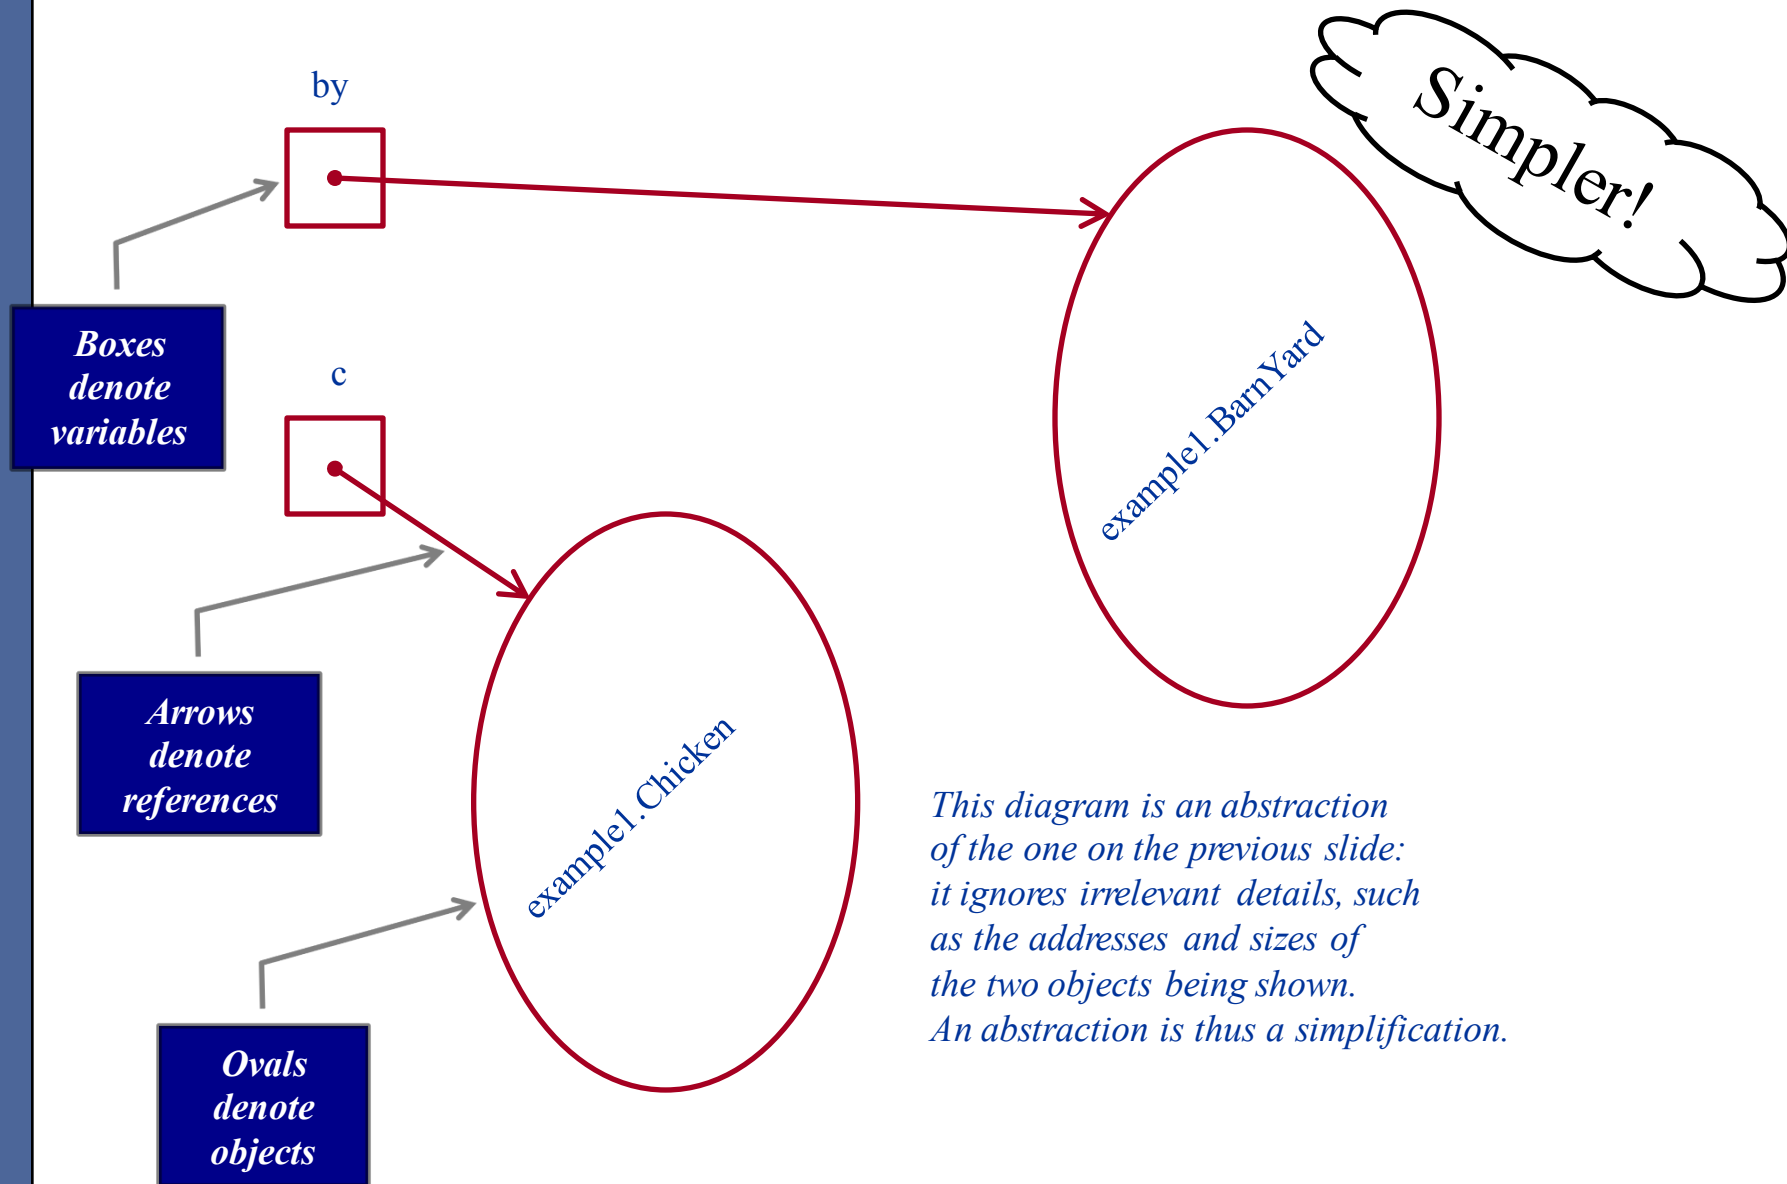 Simpler!
by
example1.BarnYard
Boxes
denote
variables
c
Arrows
denote
references
example1.Chicken
This diagram is an abstraction
of the one on the previous slide:
it ignores irrelevant details, such
as the addresses and sizes of
the two objects being shown.
An abstraction is thus a simplification.
Ovals
denote
objects